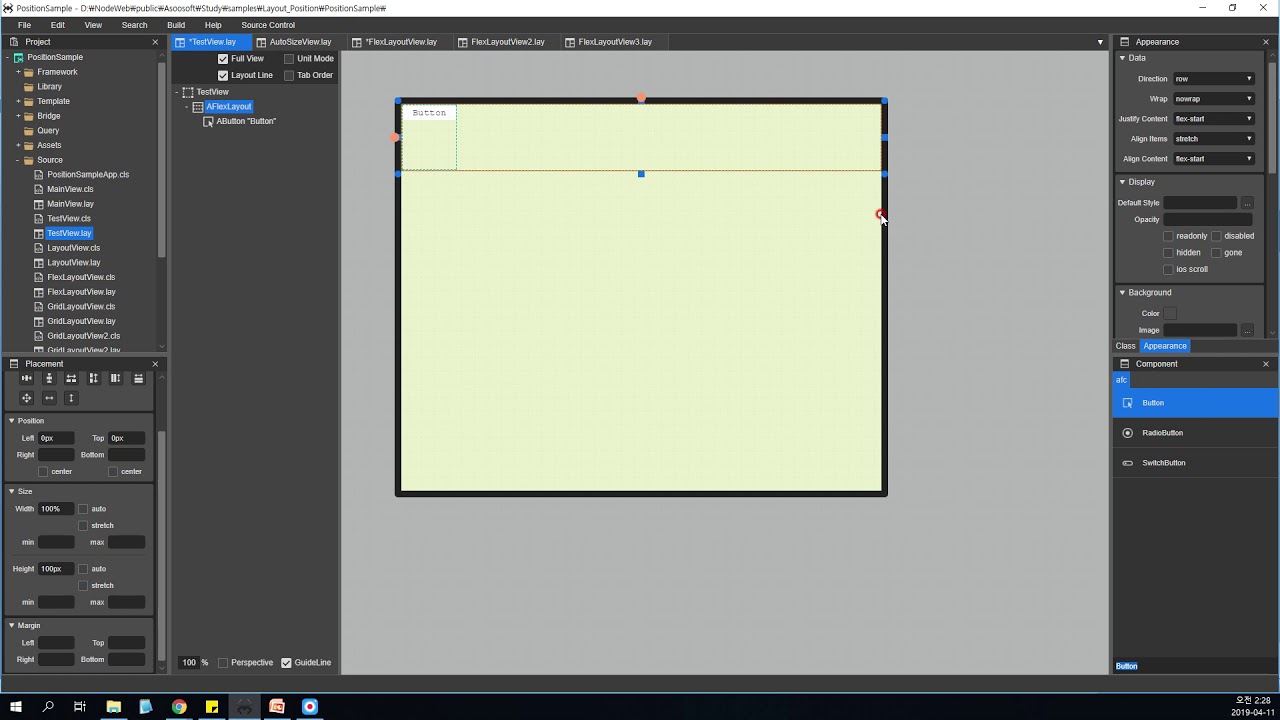 PositionSample - D:₩NodeWeb₩public₩Asoosoft₩Study₩samples₩Layout_Position₩PositionSample₩
File Edit View Search Build Help Source Control
Project
PositionSample
Framework
Library
Template
Bridge
Query
Assets
Source
PositionSampleApp.cls
MainView.cls
MainView.lay
TestView.cls
TestView.lay
LayoutView.cls
LayoutView.lay
FlexLayoutView.cls
FlexLayoutView.lay
GridLayoutView.cls
GridLayoutView.lay
GridLayoutView2.cls
GridLayoutView2.lay
Placement
Position
Left 0px Top 0px
Right Bottom
center center
Size
Width 100% auto
stretch
min max
Height 100px auto
stretch
min max
Margin
Left Top
Right Bottom
*TestView.lay AutoSizeView.lay *FlexLayoutView.lay FlexLayoutView2.lay FlexLayoutView3.lay
Full View Unit Mode
Layout Line Tab Order
TestView
AFlexLayout
AButton "Button"
100 % Perspective GuideLine
Button
Appearance
Data
Direction row
Wrap nowrap
Justify Content flex-start
Align Items stretch
Align Content flex-start
Display
Default Style ...
Opacity
readonly disabled
hidden gone
ios scroll
Background
Color
Image ...
Class Appearance
Component
afc
Button
RadioButton
SwitchButton
Button
오전 2:28
2019-04-11